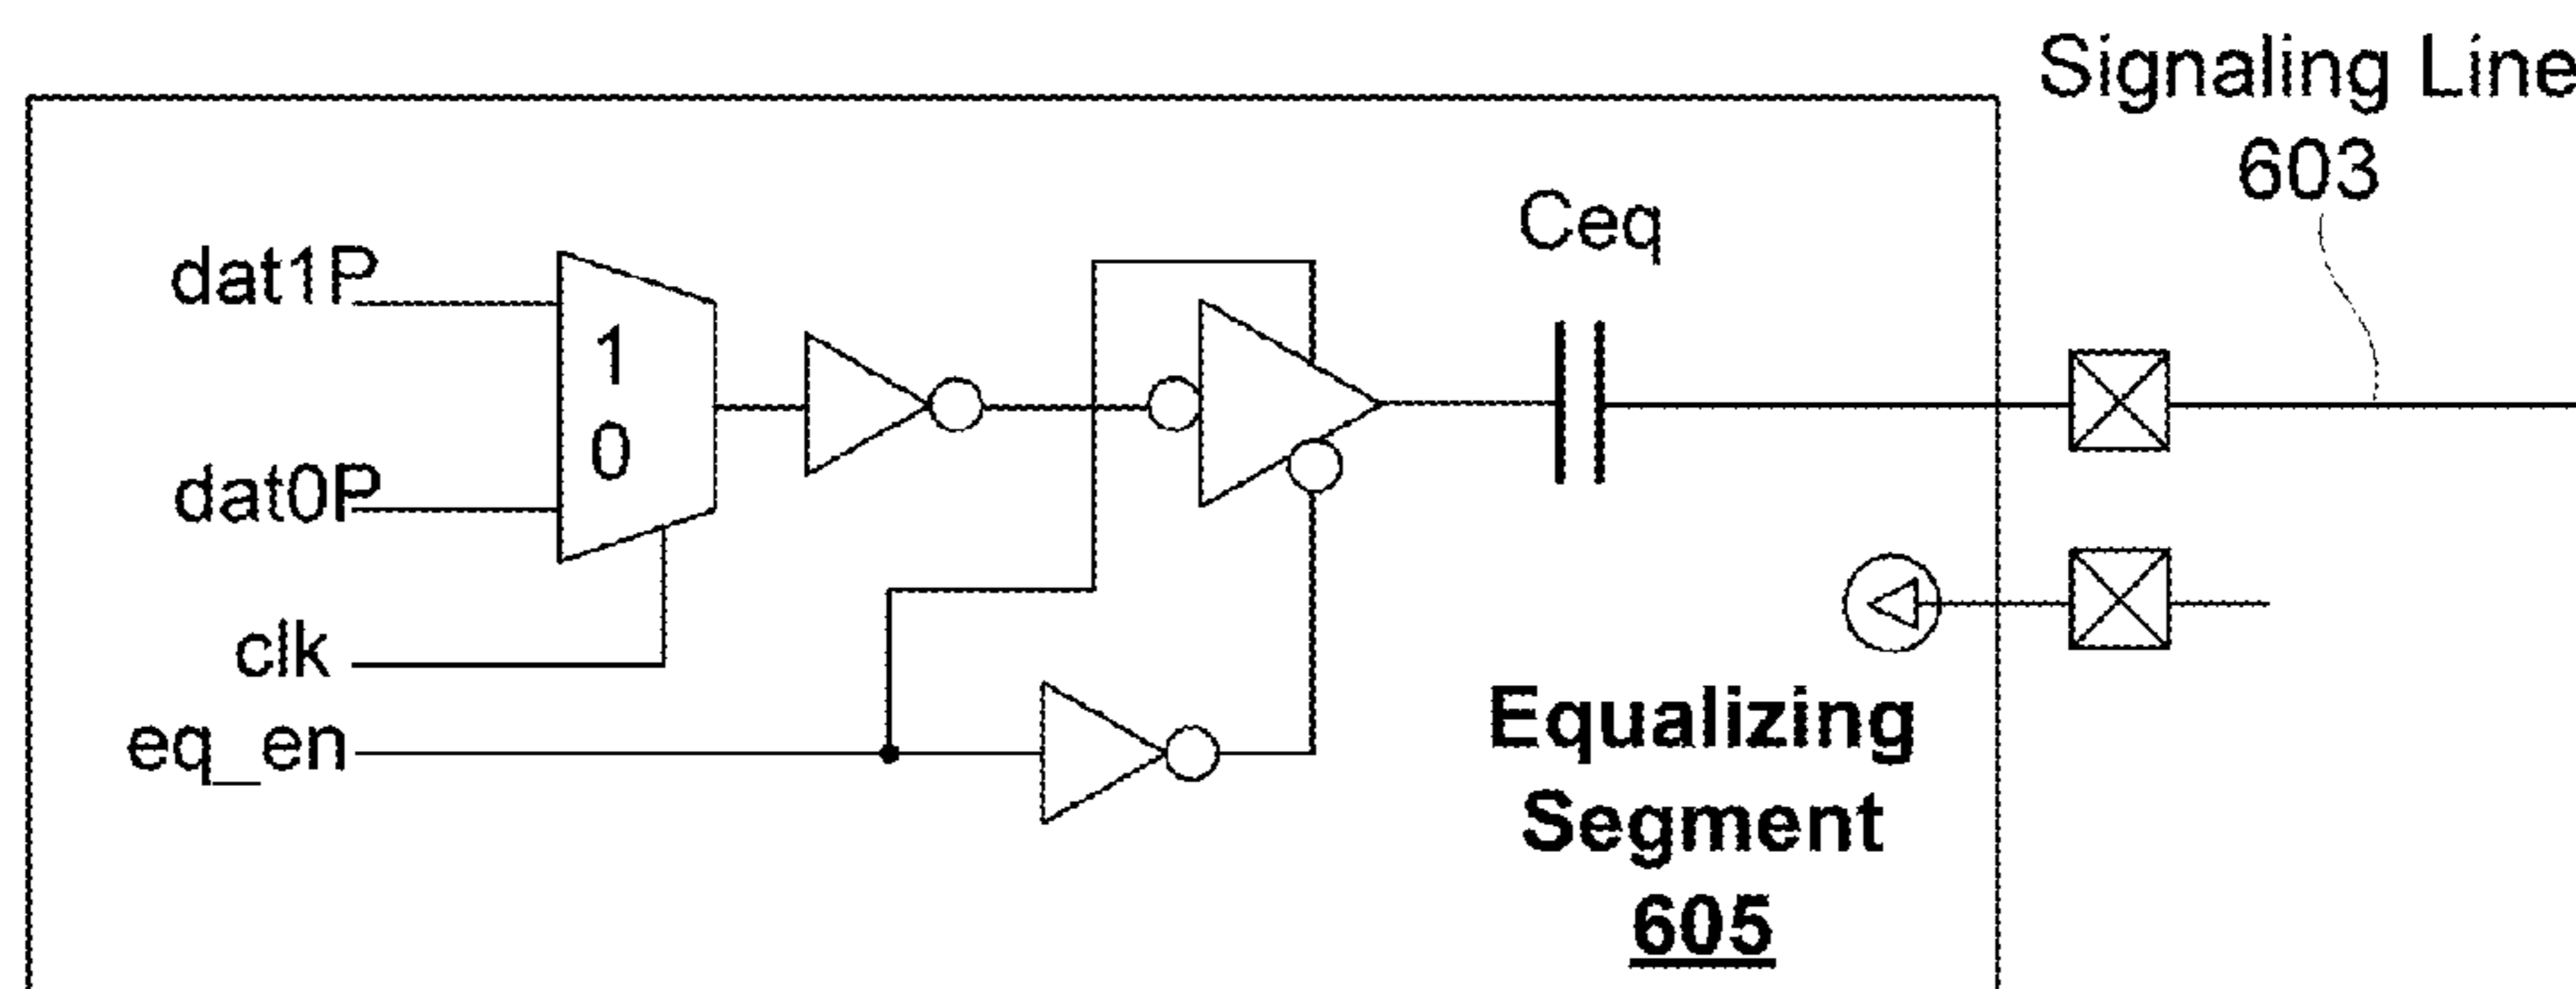 Signaling Line
603
Ceq
dat1P
1
0
dat0P
clk
eq_en
Equalizing
Segment
605